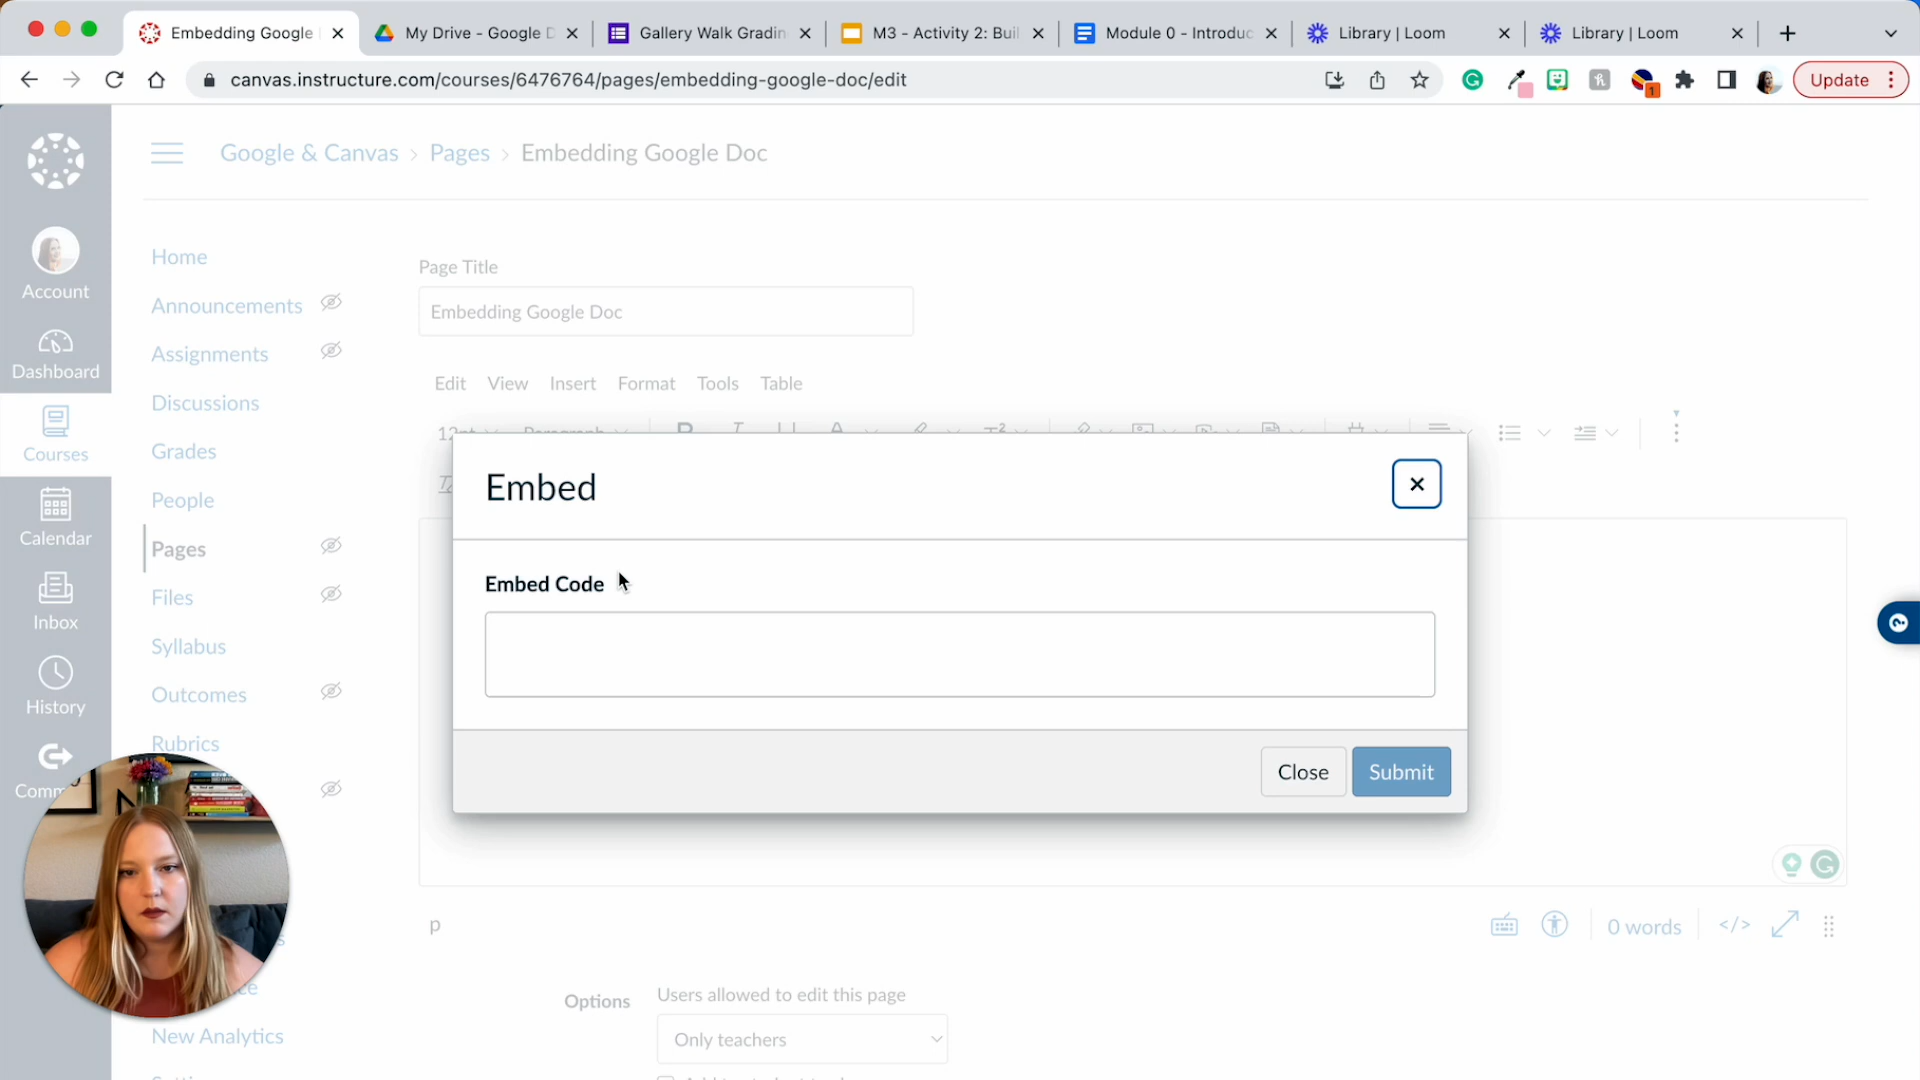 Embedding Google
My Drive - Google D
Gallery Walk Gradin
M3 - Activity 2: Buil
Module 0 - Introduc
Library | Loom
Library | Loom
canvas.instructure.com/courses/6476764/pages/embedding-google-doc/edit
1
Update
Google & Canvas > Pages > Embedding Google Doc
Account
Dashboard
Courses
Calendar
Inbox
History
Comm
Home
Announcements
Assignments
Discussions
Grades
People
Pages
Files
Syllabus
Outcomes
Rubrics
New Analytics
Page Title
Embedding Google Doc
Edit View Insert Format Tools Table
12pt Paragraph
Embed
Embed Code
Close Submit
p
0 words </>
Options
Users allowed to edit this page
Only teachers